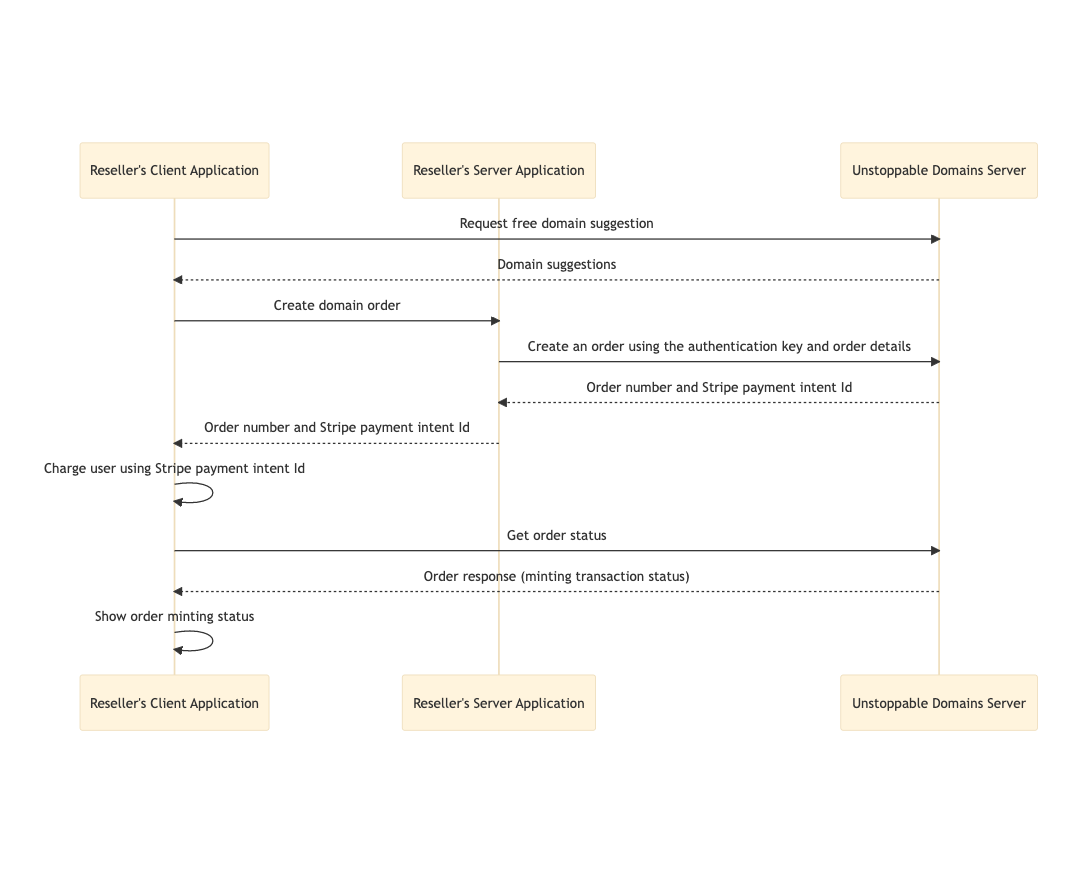 Reseller's Client Application
Reseller's Server Application
Unstoppable Domains Server
Request free domain suggestion
Domain suggestions
Create domain order
Create an order using the authentication key and order details
Order number and Stripe payment intent Id
Order number and Stripe payment intent Id
Charge user using Stripe payment intent Id
Get order status
Order response (minting transaction status)
Show order minting status
Reseller's Client Application
Reseller's Server Application
Unstoppable Domains Server